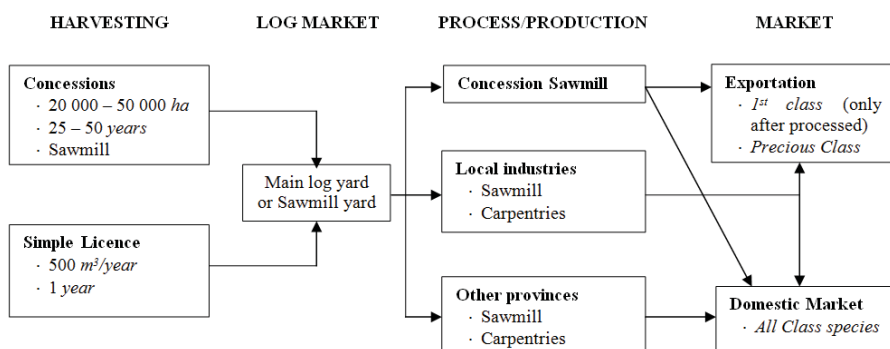 HARVESTING
LOG MARKET
PROCESS/PRODUCTION
MARKET
Concessions
· 20 000 – 50 000 ha
· 25 – 50 years
· Sawmill
Simple Licence
· 500 m³/year
· 1 year
Main log yard
or Sawmill yard
Concession Sawmill
Local industries
· Sawmill
· Carpentries
Other provinces
· Sawmill
· Carpentries
Exportation
· 1st class (only
after processed)
· Precious Class
Domestic Market
· All Class species